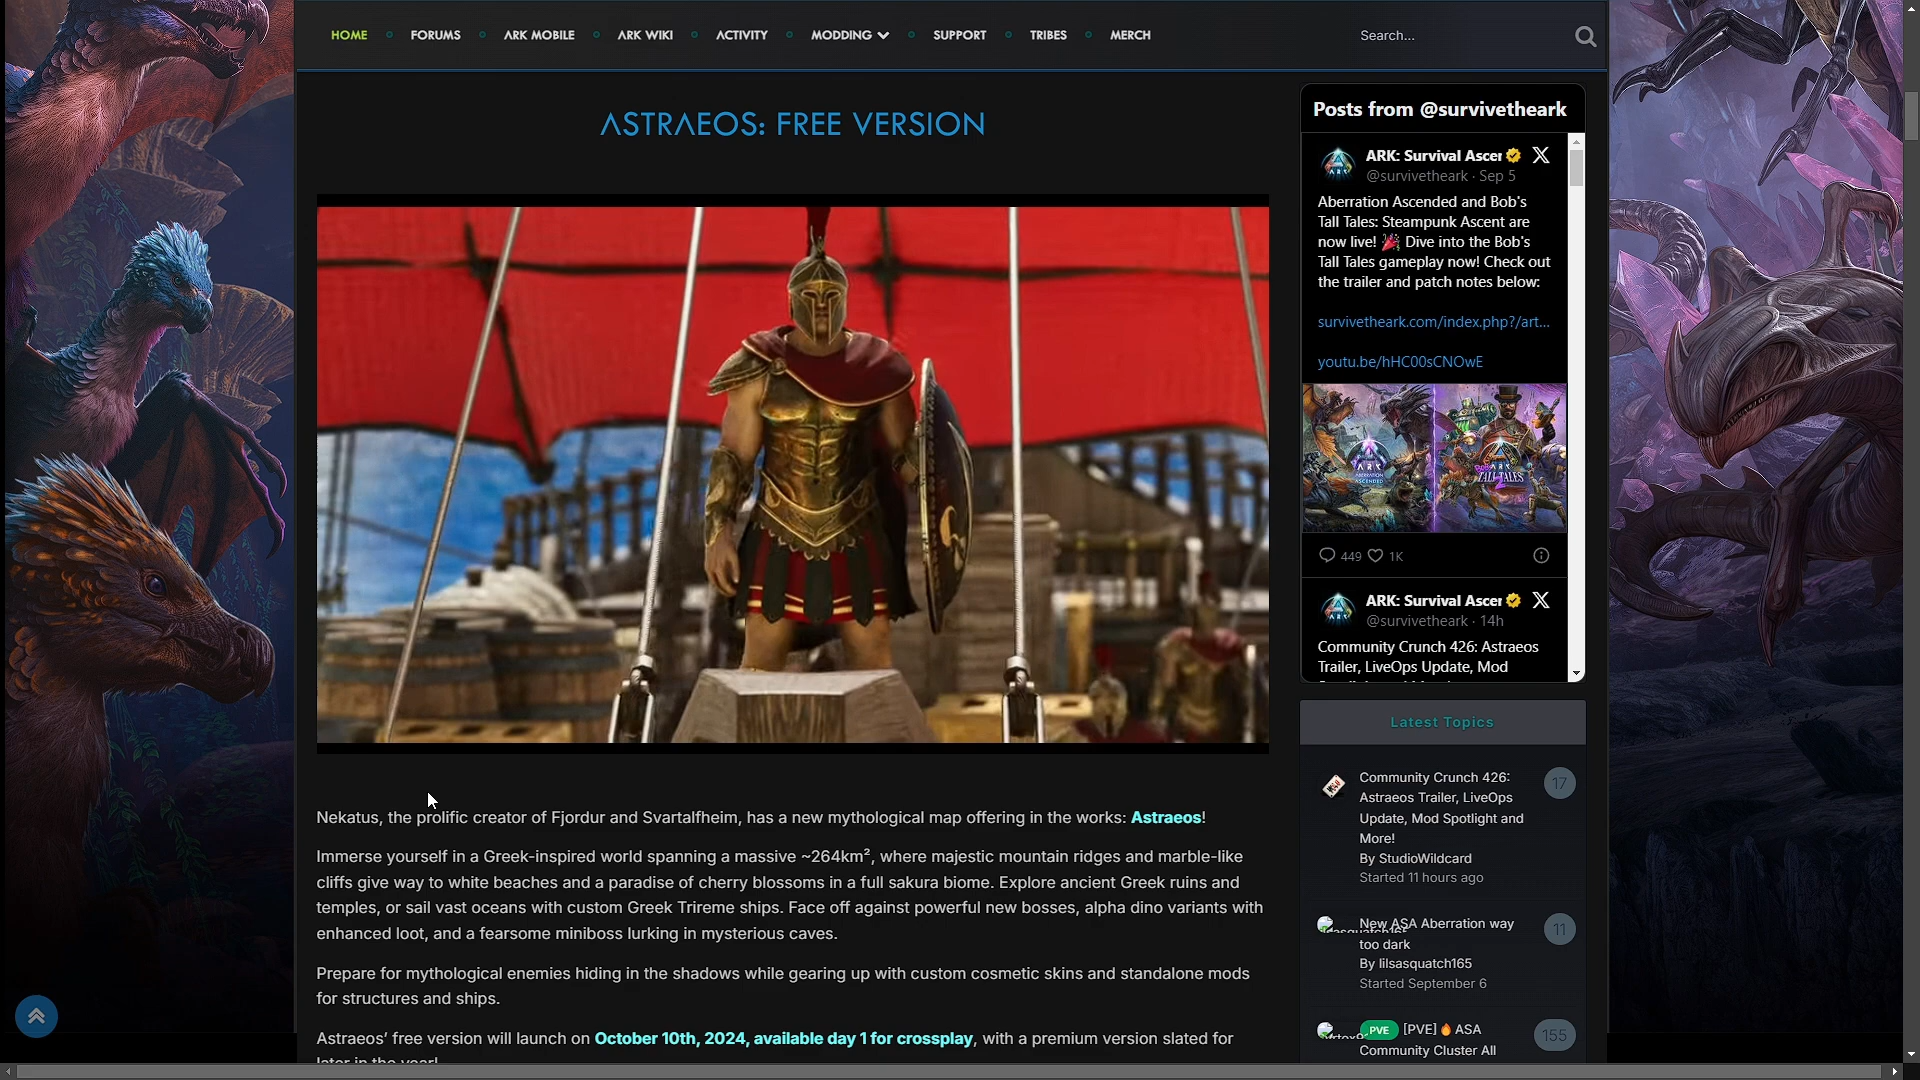 HOME
FORUMS
ARK MOBILE
ARK WIKI
ACTIVITY
MODDING
SUPPORT
TRIBES
MERCH
Search...
ASTRAEOS: FREE VERSION
Nekatus, the prolific creator of Fjordur and Svartalfheim, has a new mythological map offering in the works: Astraeos!
Immerse yourself in a Greek-inspired world spanning a massive ~264km², where majestic mountain ridges and marble-like
cliffs give way to white beaches and a paradise of cherry blossoms in a full sakura biome. Explore ancient Greek ruins and
temples, or sail vast oceans with custom Greek Trireme ships. Face off against powerful new bosses, alpha dino variants with
enhanced loot, and a fearsome miniboss lurking in mysterious caves.
Prepare for mythological enemies hiding in the shadows while gearing up with custom cosmetic skins and standalone mods
for structures and ships.
Astraeos’ free version will launch on October 10th, 2024, available day 1 for crossplay, with a premium version slated for
later in the year!
Posts from @survivetheark
ARK: Survival Ascer
@survivetheark · Sep 5
Aberration Ascended and Bob's
Tall Tales: Steampunk Ascent are
now live! 🎉 Dive into the Bob's
Tall Tales gameplay now! Check out
the trailer and patch notes below:
survivetheark.com/index.php?/art...
youtu.be/hHC00sCNOwE
ARK
ABERRATION
ASCENDED
ARK
BOB'S
TALL TALES
449
1K
ARK: Survival Ascer
@survivetheark · 14h
Community Crunch 426: Astraeos
Trailer, LiveOps Update, Mod
Latest Topics
Community Crunch 426:
Astraeos Trailer, LiveOps
Update, Mod Spotlight and
More!
By StudioWildcard
Started 11 hours ago
17
New ASA Aberration way
too dark
By lilsasquatch165
Started September 6
11
PVE [PVE] 🔥 ASA
Community Cluster All
155